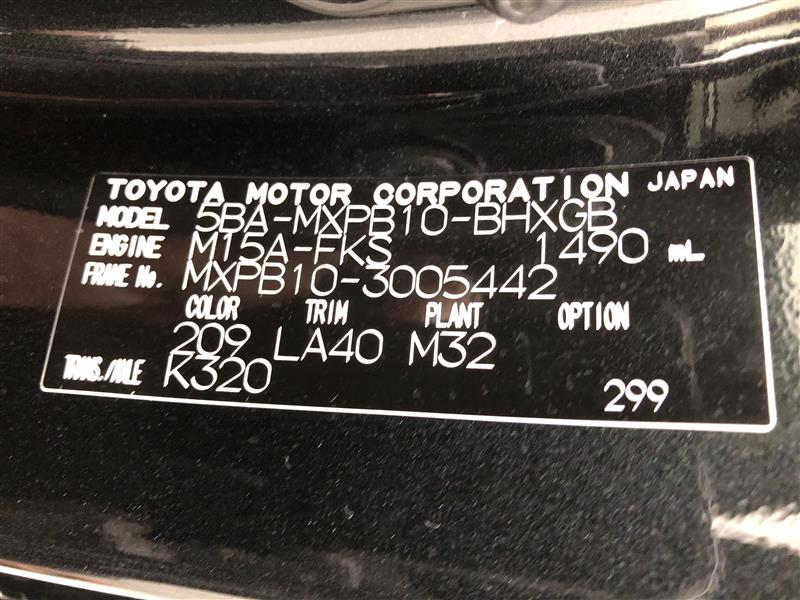 TOYOTA MOTOR CORPORATION JAPAN
MODEL 5BA-MXPB10-BHXGB
ENGINE M15A-FKS 1490 mL
FRAME No. MXPB10-3005442
COLOR TRIM PLANT OPTION
209 LA40 M32
TRANS./AXLE K320
299